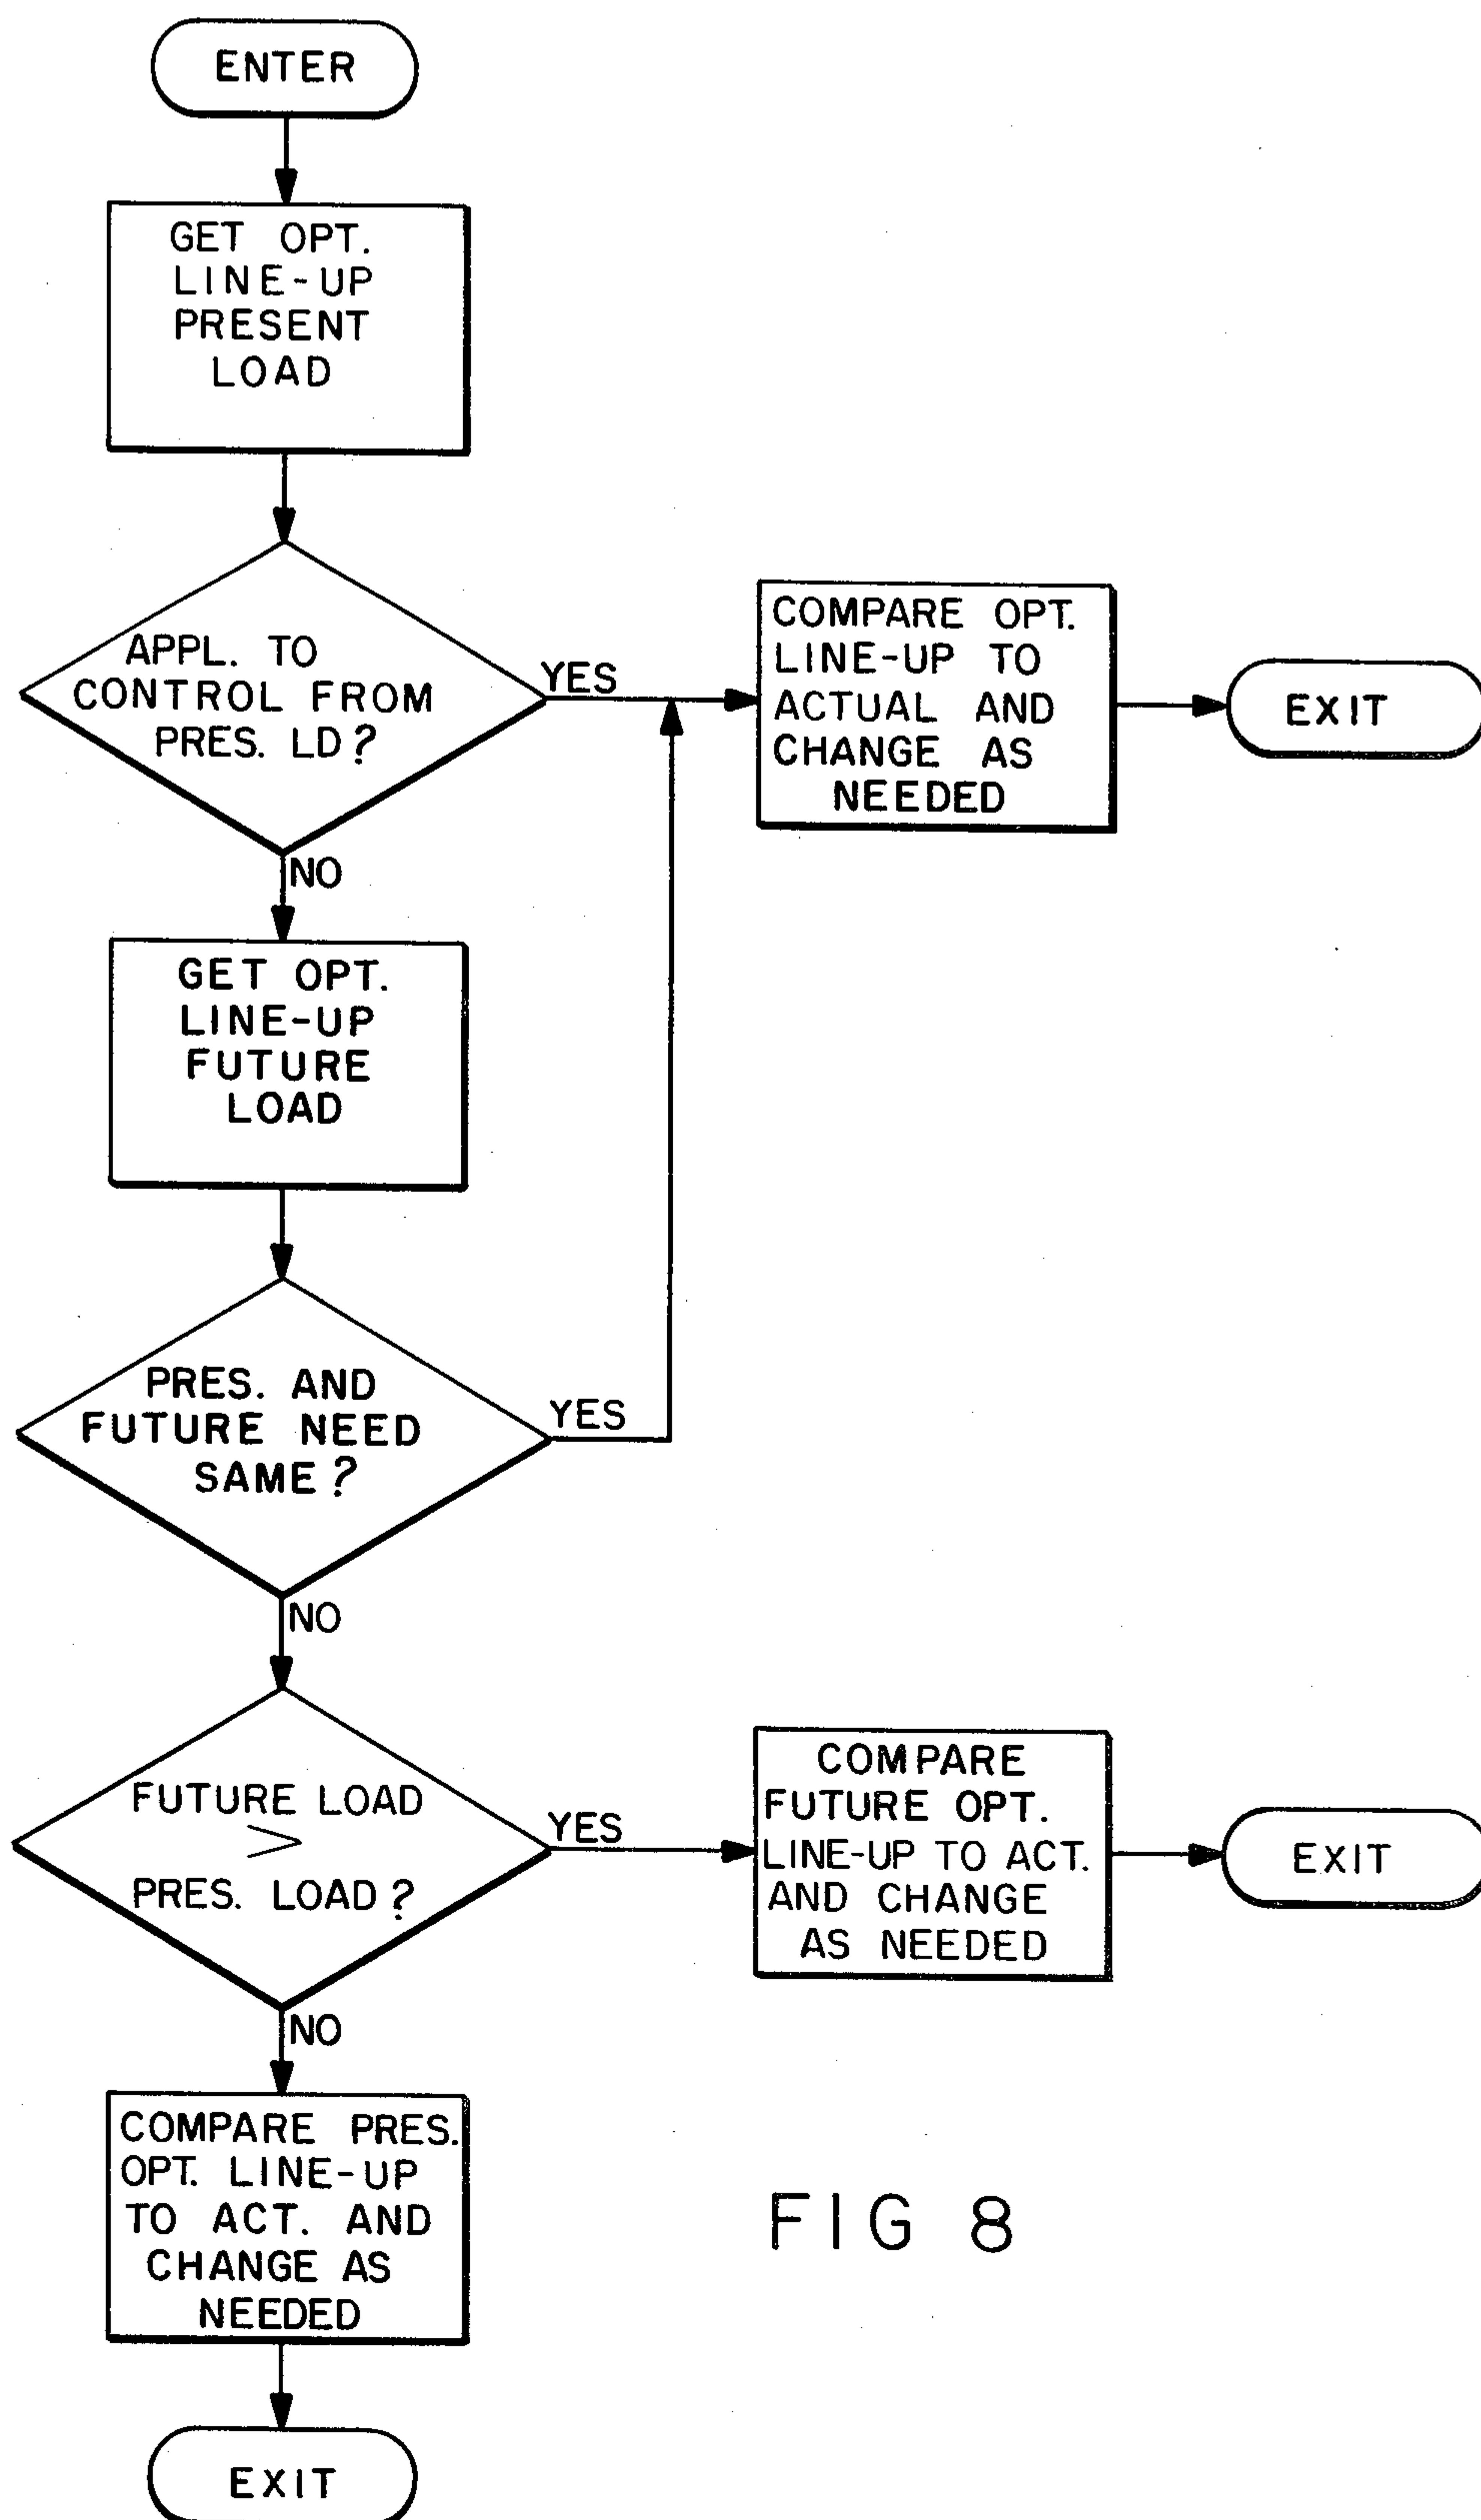 ENTER
GET OPT.
LINE-UP
PRESENT
LOAD
APPL. TO
CONTROL FROM
PRES. LD?
YES
COMPARE OPT.
LINE-UP TO
ACTUAL AND
CHANGE AS
NEEDED
EXIT
NO
GET OPT.
LINE-UP
FUTURE
LOAD
PRES. AND
FUTURE NEED
SAME?
YES
NO
FUTURE LOAD
>
PRES. LOAD?
YES
COMPARE
FUTURE OPT.
LINE-UP TO ACT.
AND CHANGE
AS NEEDED
EXIT
NO
COMPARE PRES.
OPT. LINE-UP
TO ACT. AND
CHANGE AS
NEEDED
EXIT
FIG 8